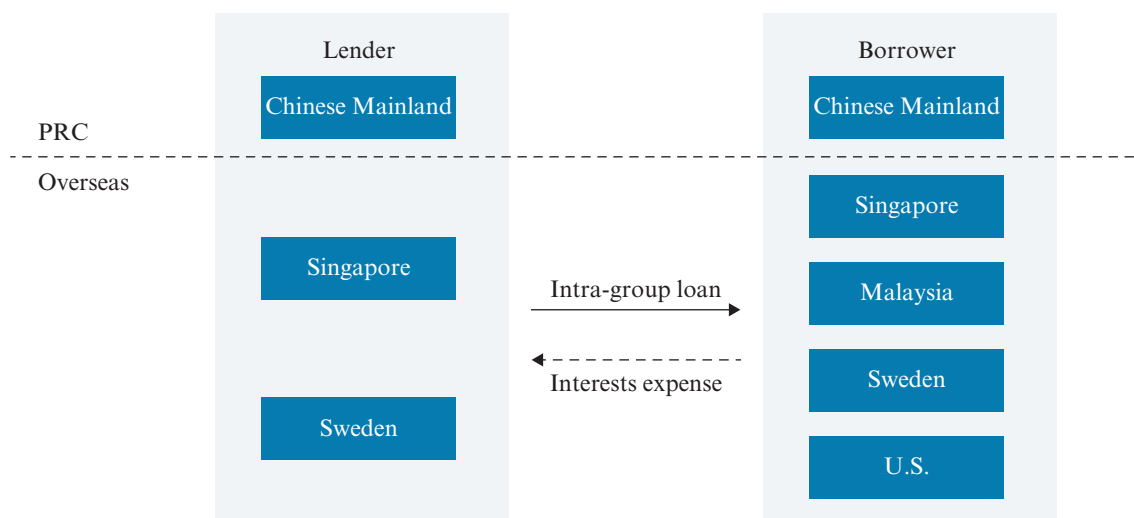 Lender
Borrower
Chinese Mainland
Chinese Mainland
PRC
Overseas
Singapore
Singapore
Intra-group loan
Malaysia
Interests expense
Sweden
Sweden
U.S.